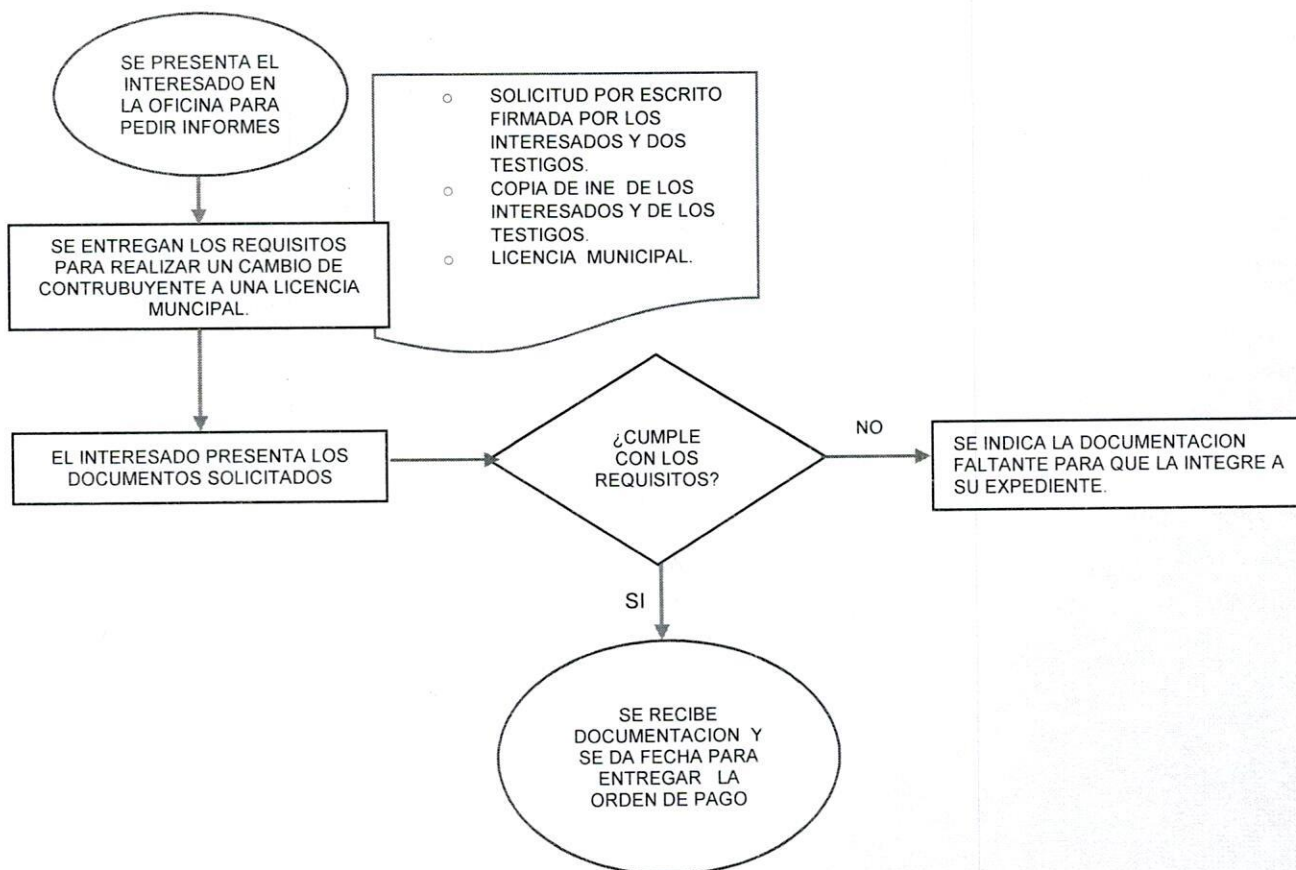 SE PRESENTA EL
INTERESADO EN
LA OFICINA PARA
PEDIR INFORMES
○ SOLICITUD POR ESCRITO
FIRMADA POR LOS
INTERESADOS Y DOS
TESTIGOS.
○ COPIA DE INE DE LOS
INTERESADOS Y DE LOS
TESTIGOS.
○ LICENCIA MUNICIPAL.
SE ENTREGAN LOS REQUISITOS
PARA REALIZAR UN CAMBIO DE
CONTRUBUYENTE A UNA LICENCIA
MUNCIPAL.
EL INTERESADO PRESENTA LOS
DOCUMENTOS SOLICITADOS
¿CUMPLE
CON LOS
REQUISITOS?
NO
SE INDICA LA DOCUMENTACION
FALTANTE PARA QUE LA INTEGRE A
SU EXPEDIENTE.
SI
SE RECIBE
DOCUMENTACION Y
SE DA FECHA PARA
ENTREGAR LA
ORDEN DE PAGO